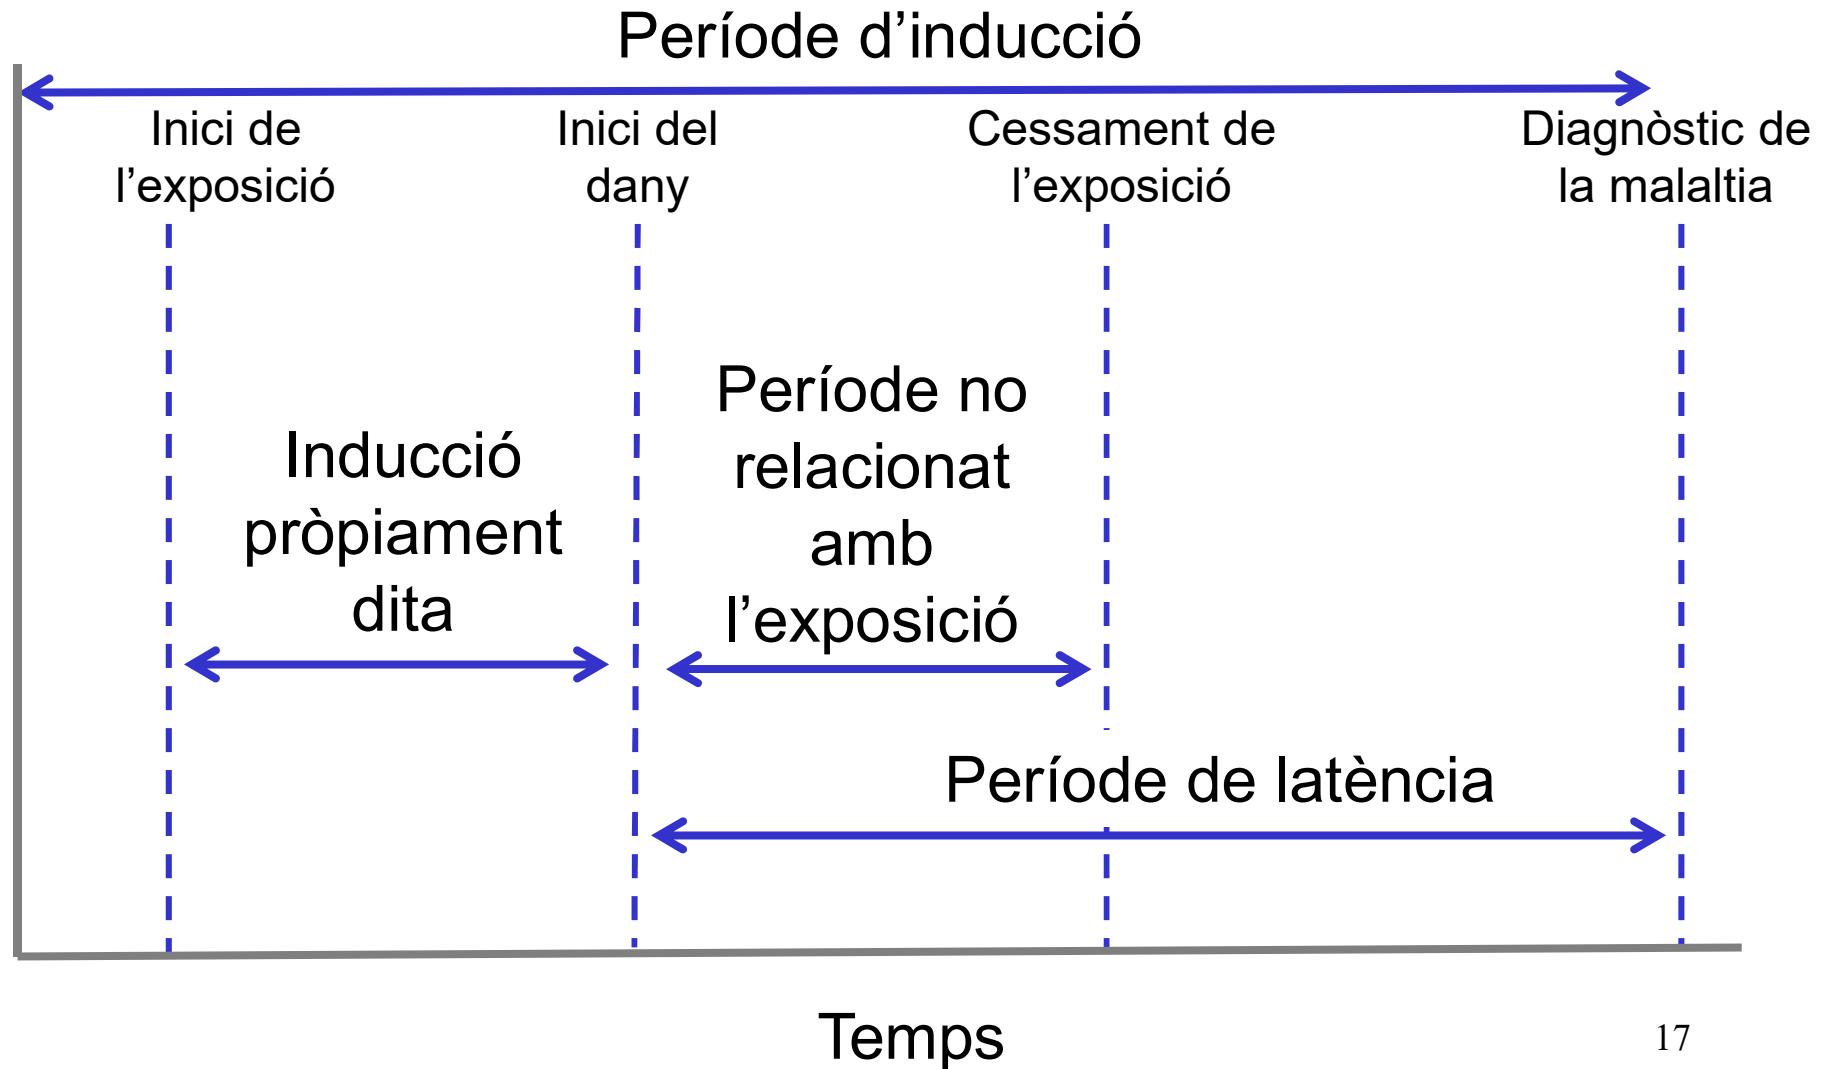 Període d’inducció
Inici de
l’exposició
Inici del
dany
Cessament de
l’exposició
Diagnòstic de
la malaltia
Inducció
pròpiament
dita
Període no
relacionat
amb
l’exposició
Període de latència
Temps
17